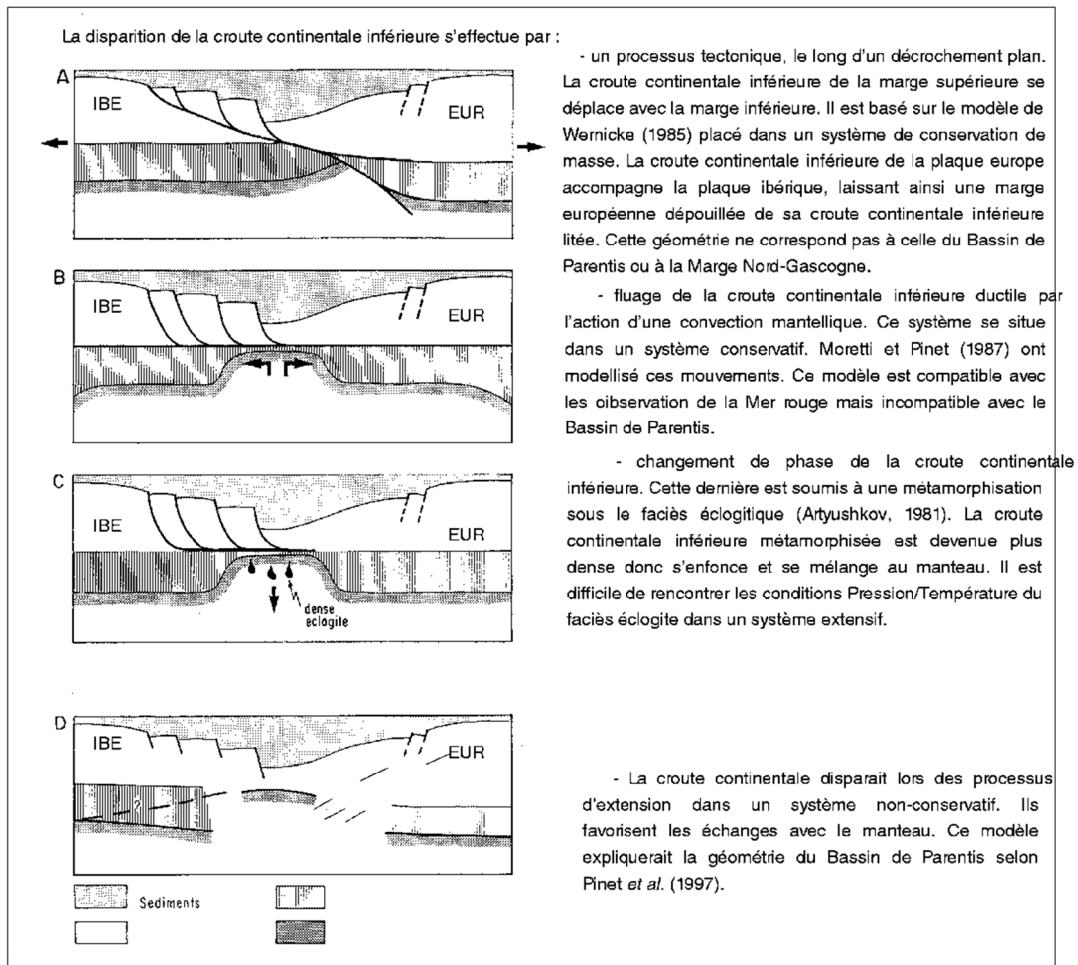 La disparition de la croute continentale inférieure s'effectue par :
A
IBE
EUR
- un processus tectonique, le long d'un décrochement plan.
La croute continentale inférieure de la marge supérieure se
déplace avec la marge inférieure. Il est basé sur le modèle de
Wernicke (1985) placé dans un système de conservation de
masse. La croute continentale inférieure de la plaque europe
accompagne la plaque ibérique, laissant ainsi une marge
européenne dépouillée de sa croute continentale inférieure
litée. Cette géométrie ne correspond pas à celle du Bassin de
Parentis ou à la Marge Nord-Gascogne.
B
IBE
EUR
- fluage de la croute continentale inférieure ductile par
l'action d'une convection mantellique. Ce système se situe
dans un système conservatif. Moretti et Pinet (1987) ont
modellisé ces mouvements. Ce modèle est compatible avec
les oibservation de la Mer rouge mais incompatible avec le
Bassin de Parentis.
C
IBE
EUR
dense
eclogile
- changement de phase de la croute continentale
inférieure. Cette dernière est soumis à une métamorphisation
sous le faciès éclogitique (Artyushkov, 1981). La croute
continentale inférieure métamorphisée est devenue plus
dense donc s'enfonce et se mélange au manteau. Il est
difficile de rencontrer les conditions Pression/Température du
faciès éclogite dans un système extensif.
D
IBE
EUR
?
- La croute continentale disparait lors des processus
d'extension dans un système non-conservatif. Ils
favorisent les échanges avec le manteau. Ce modèle
expliquerait la géométrie du Bassin de Parentis selon
Pinet et al. (1997).
Sediments